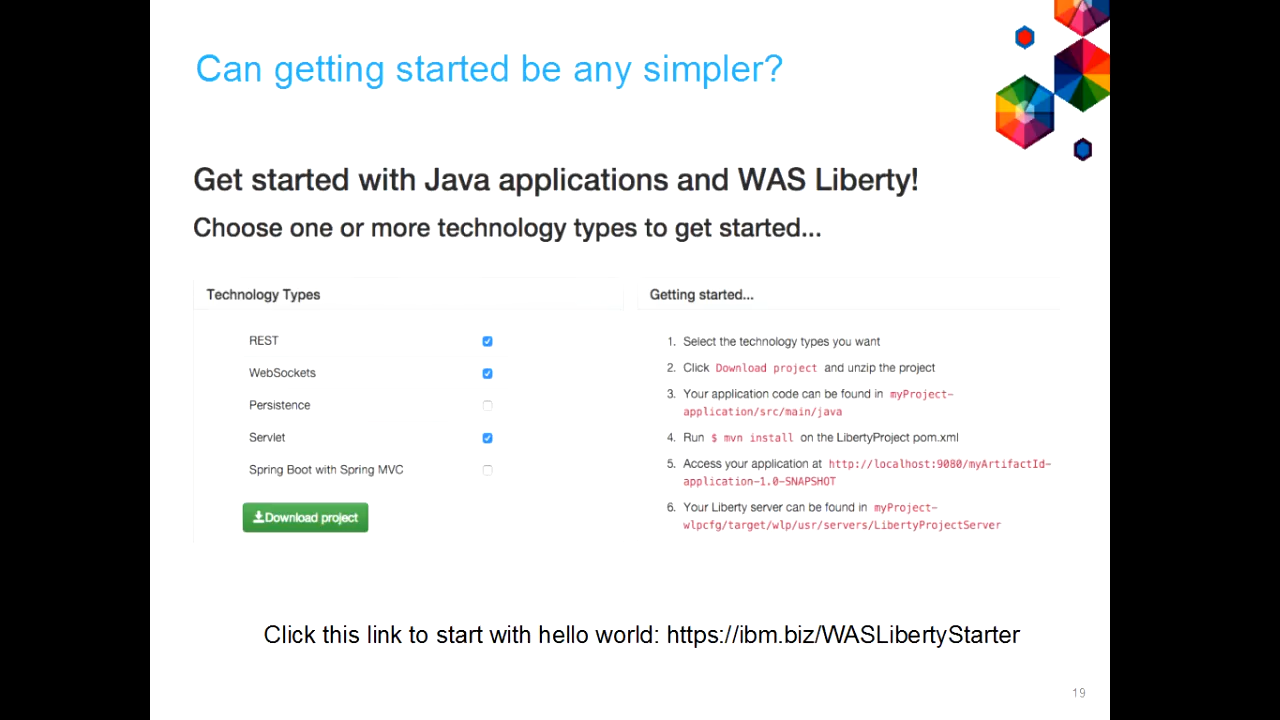 Can getting started be any simpler?
Get started with Java applications and WAS Liberty!
Choose one or more technology types to get started...
Technology Types
REST
WebSockets
Persistence
Servlet
Spring Boot with Spring MVC
Download project
Getting started...
1. Select the technology types you want
2. Click Download project and unzip the project
3. Your application code can be found in myProject-
application/src/main/java
4. Run $ mvn install on the LibertyProject pom.xml
5. Access your application at http://localhost:9080/myArtifactId-
application-1.0-SNAPSHOT
6. Your Liberty server can be found in myProject-
wlpcfg/target/wlp/usr/servers/LibertyProjectServer
Click this link to start with hello world: https://ibm.biz/WASLibertyStarter
19